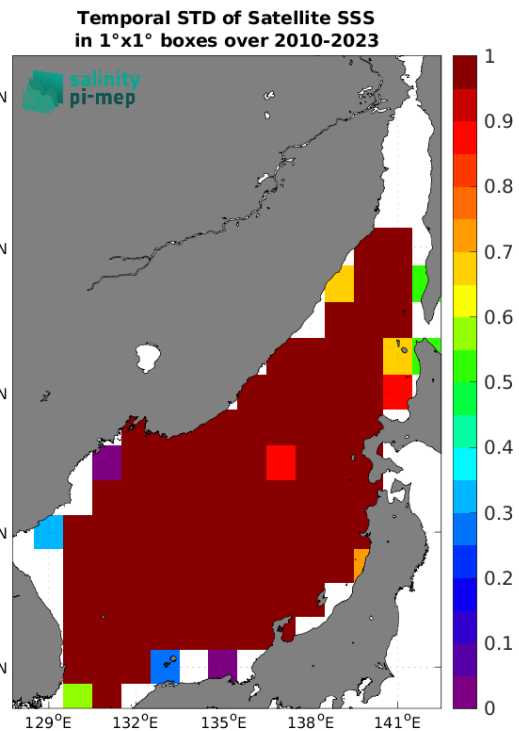 Temporal STD of Satellite SSS
in 1°x1° boxes over 2010-2023
salinity
pi-mep
N
N
N
N
N
1
0.9
0.8
0.7
0.6
0.5
0.4
0.3
0.2
0.1
0
129°E
132°E
135°E
138°E
141°E